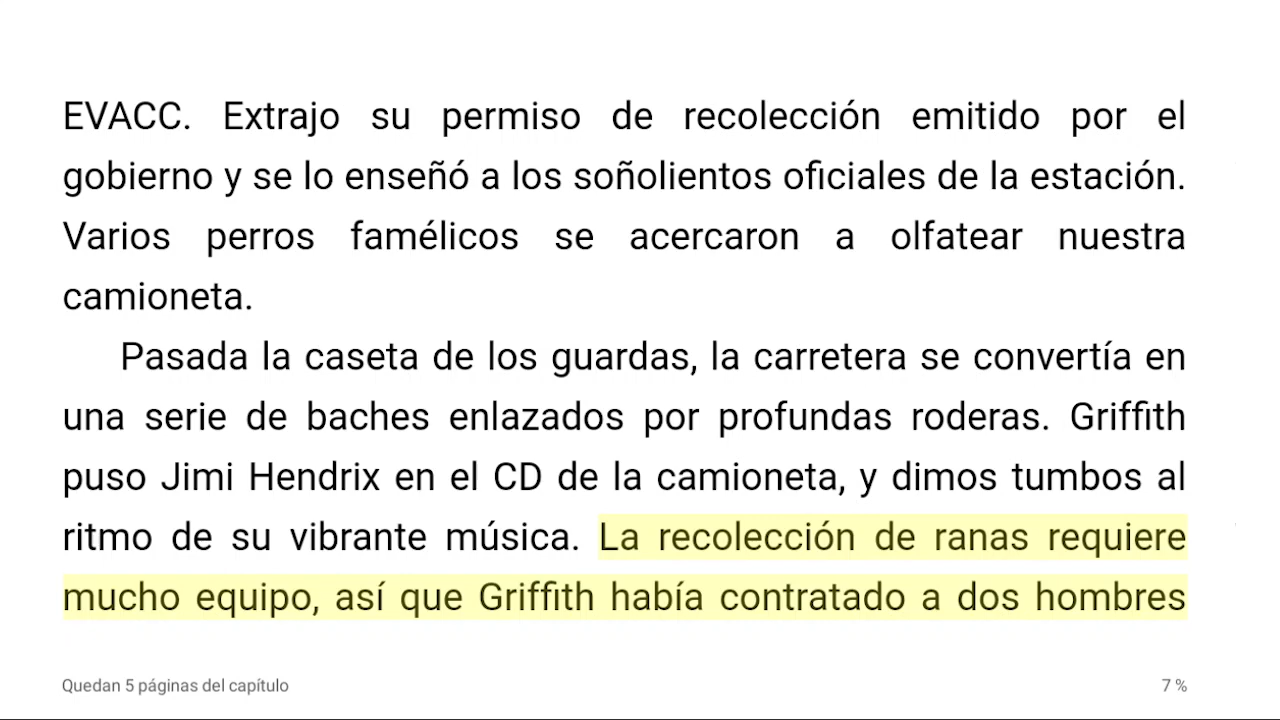 EVACC. Extrajo su permiso de recolección emitido por el
gobierno y se lo enseñó a los soñolientos oficiales de la estación.
Varios perros famélicos se acercaron a olfatear nuestra
camioneta.
Pasada la caseta de los guardas, la carretera se convertía en
una serie de baches enlazados por profundas roderas. Griffith
puso Jimi Hendrix en el CD de la camioneta, y dimos tumbos al
ritmo de su vibrante música. La recolección de ranas requiere
mucho equipo, así que Griffith había contratado a dos hombres
Quedan 5 páginas del capítulo
7 %